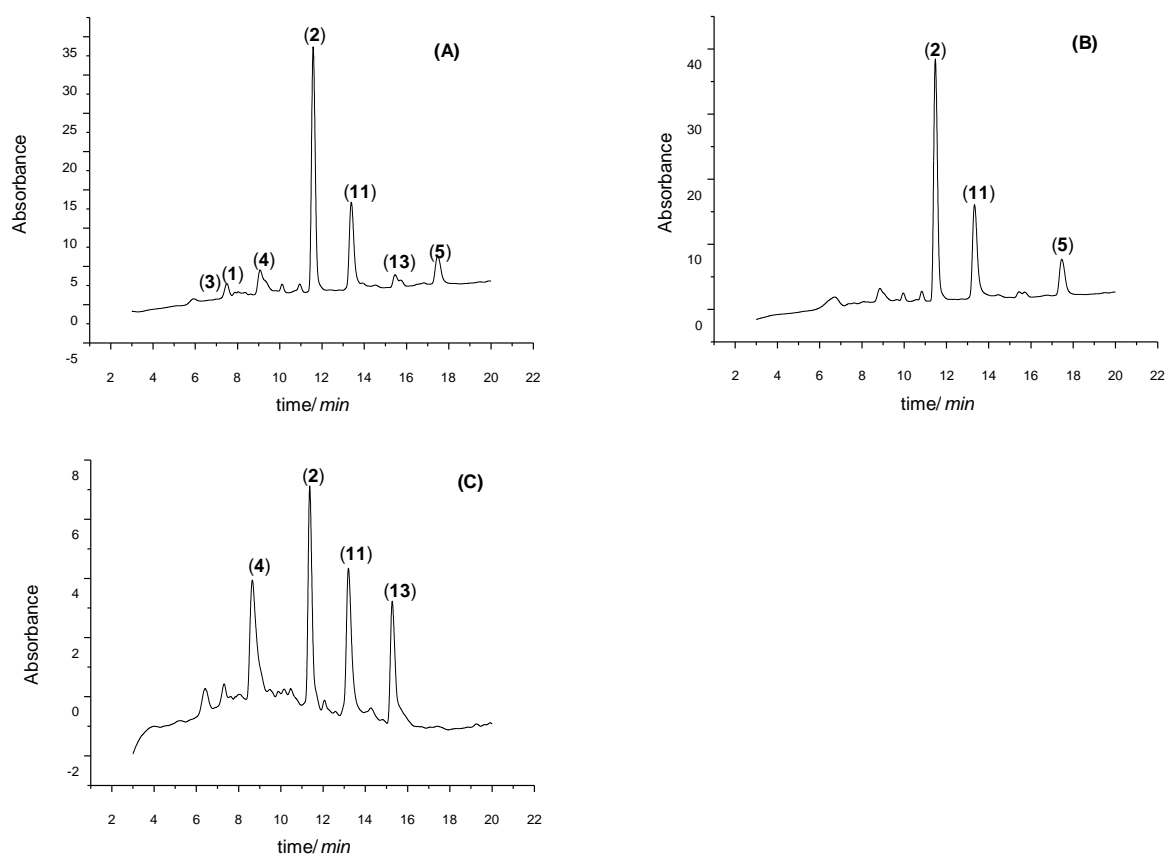 (A)
Absorbance
35
30
25
20
15
10
5
0
-5
(3) (1) (4) (2) (11) (13) (5)
2 4 6 8 10 12 14 16 18 20 22
time/ min
(B)
Absorbance
40
30
20
10
0
(2) (11) (5)
2 4 6 8 10 12 14 16 18 20 22
time/ min
(C)
Absorbance
8
6
4
2
0
-2
(4) (2) (11) (13)
2 4 6 8 10 12 14 16 18 20 22
time/ min